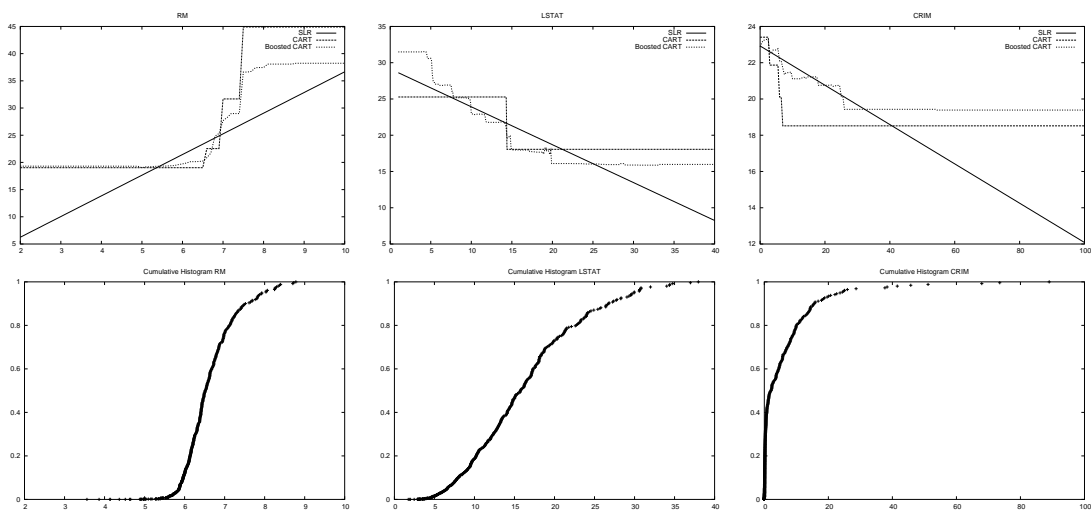 RM
45
40
35
30
25
20
15
10
5
2 3 4 5 6 7 8 9 10
SLR
CART
Boosted CART
LSTAT
35
30
25
20
15
10
5
0 5 10 15 20 25 30 35 40
SLR
CART
Boosted CART
CRIM
24
22
20
18
16
14
12
0 20 40 60 80 100
SLR
CART
Boosted CART
Cumulative Histogram RM
1
0.8
0.6
0.4
0.2
0
2 3 4 5 6 7 8 9 10
Cumulative Histogram LSTAT
1
0.8
0.6
0.4
0.2
0
0 5 10 15 20 25 30 35 40
Cumulative Histogram CRIM
1
0.8
0.6
0.4
0.2
0
0 20 40 60 80 100